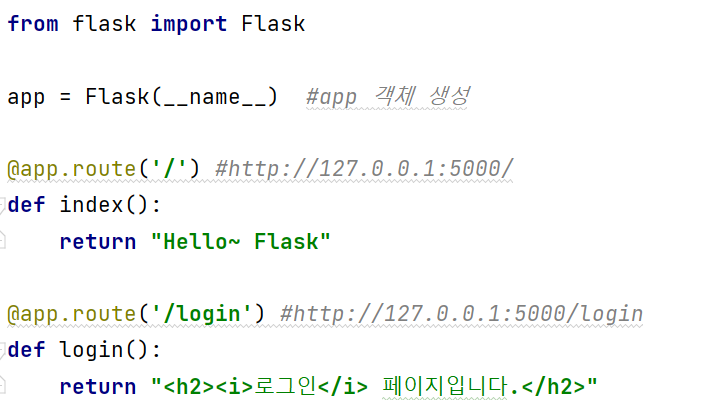 from flask import Flask
app = Flask(__name__)  #app 객체 생성
@app.route('/') #http://127.0.0.1:5000/
def index():
    return "Hello~ Flask"
@app.route('/login') #http://127.0.0.1:5000/login
def login():
    return "<h2><i>로그인</i> 페이지입니다.</h2>"